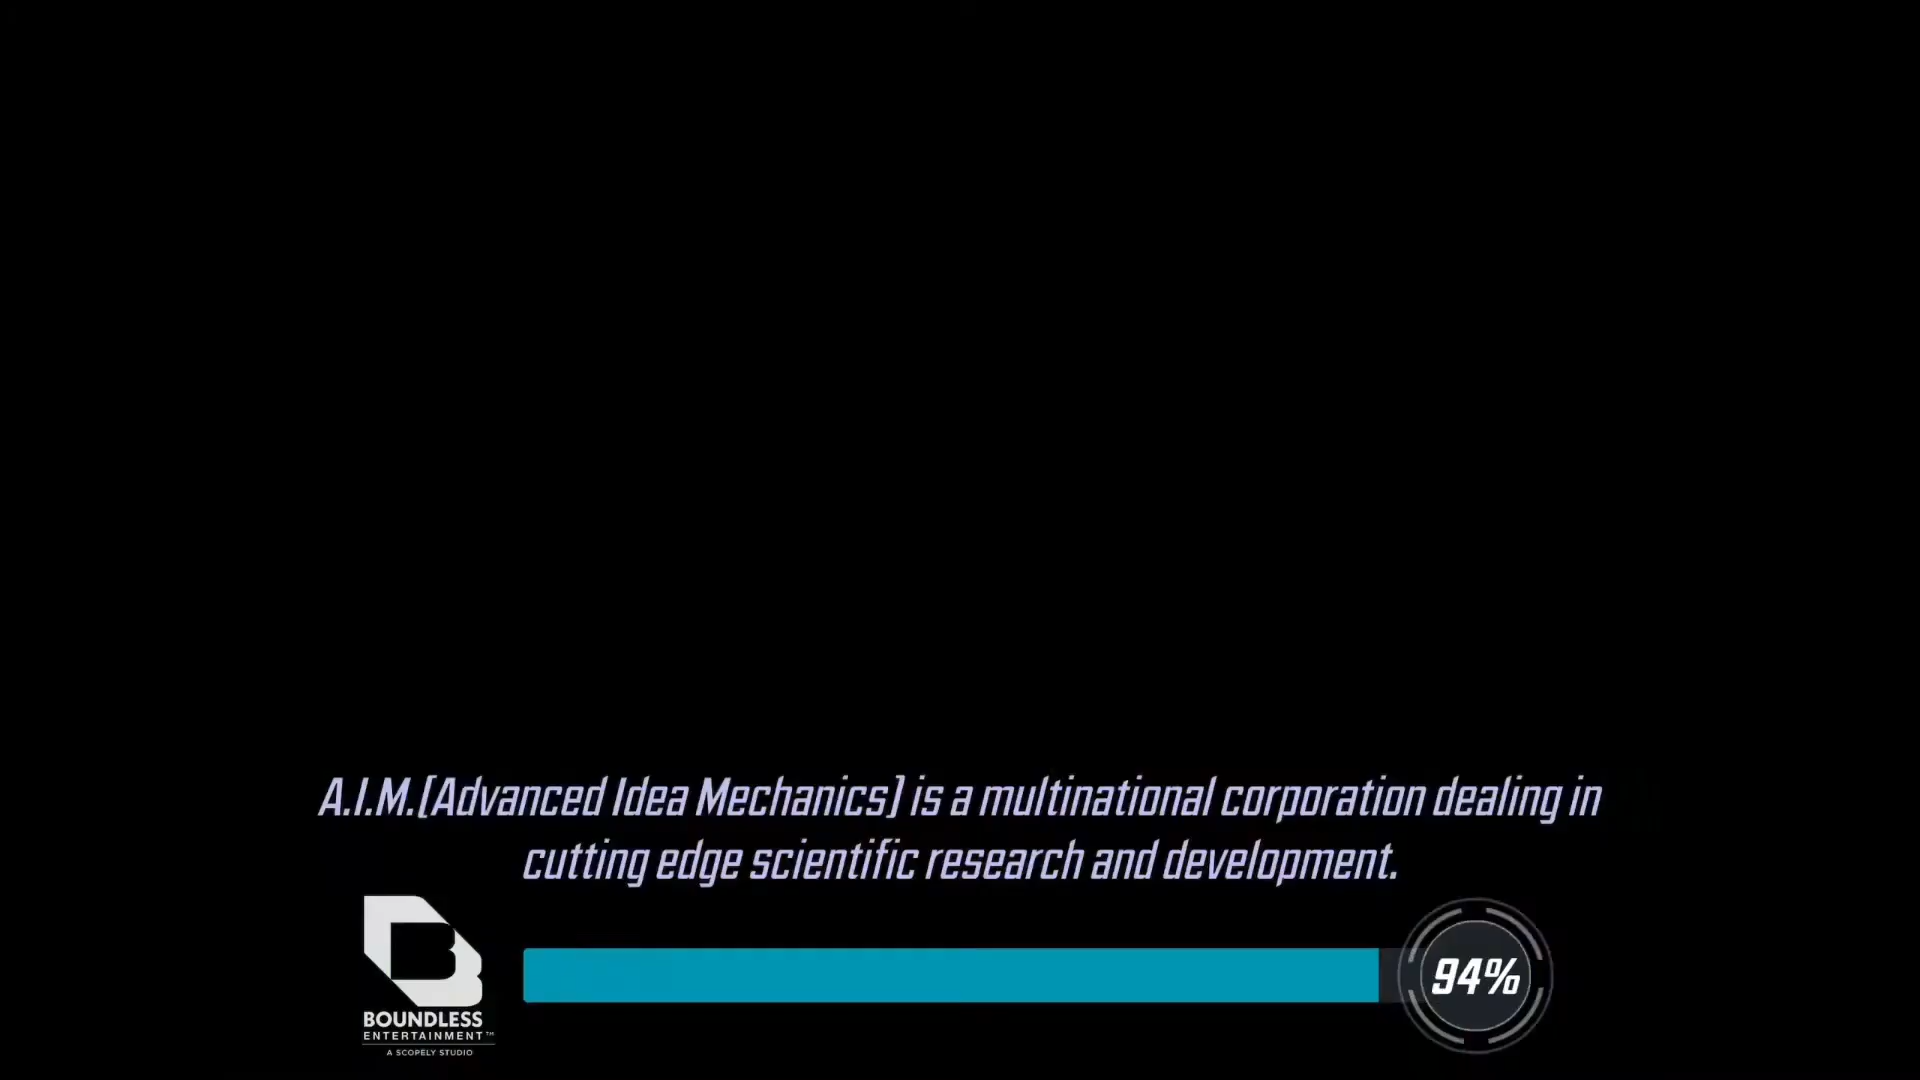 A.I.M.(Advanced Idea Mechanics) is a multinational corporation dealing in
cutting edge scientific research and development.
94%
BOUNDLESS
ENTERTAINMENT™
A SCOPELY STUDIO